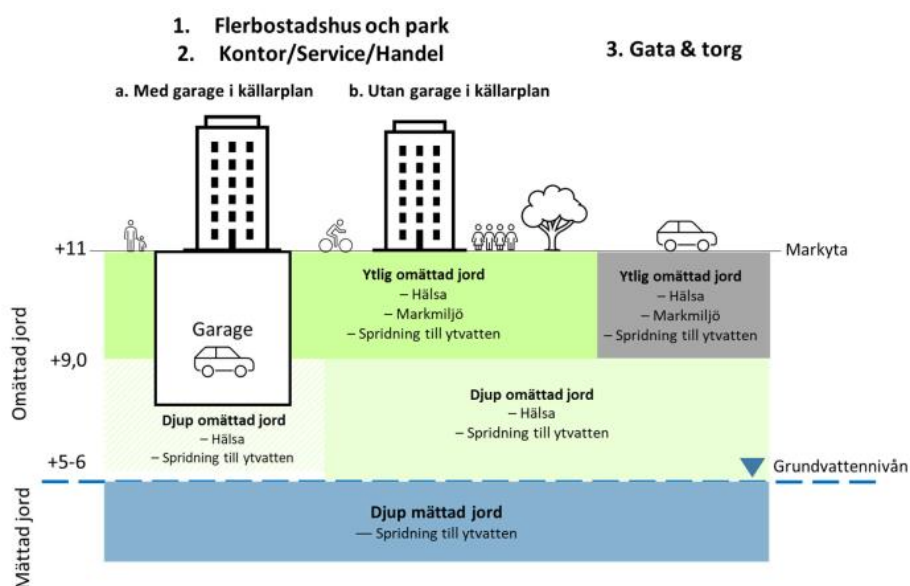 1. Flerbostadshus och park
2. Kontor/Service/Handel
3. Gata & torg
a. Med garage i källarplan
b. Utan garage i källarplan
+11
Markyta
Ytlig omättad jord
– Hälsa
– Markmiljö
– Spridning till ytvatten
Ytlig omättad jord
– Hälsa
– Markmiljö
– Spridning till ytvatten
Garage
Omättad jord
+9,0
Djup omättad jord
– Hälsa
– Spridning till ytvatten
Djup omättad jord
– Hälsa
– Spridning till ytvatten
+5-6
Grundvattennivån
Mättad jord
Djup mättad jord
— Spridning till ytvatten